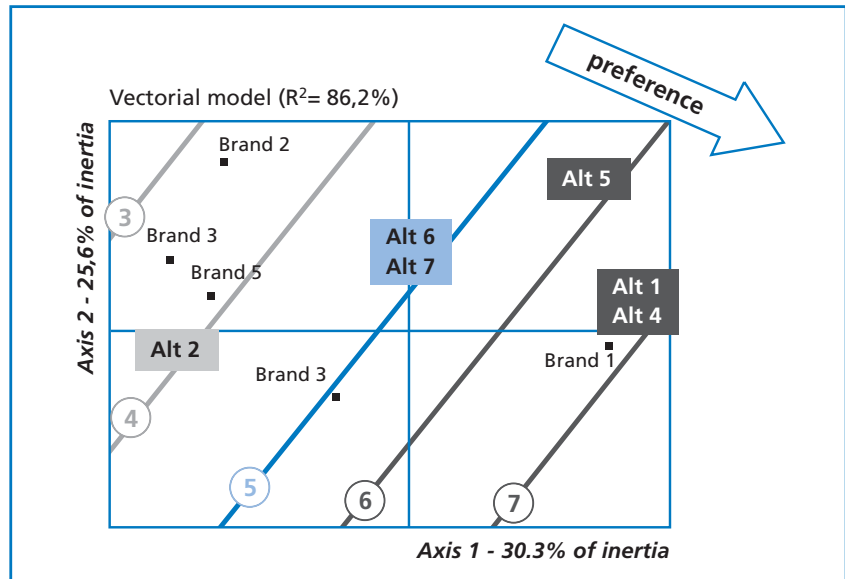 preference
Vectorial model (R²= 86,2%)
Axis 2 - 25,6% of inertia
Brand 2
Alt 5
3
Brand 3
Alt 6
Alt 7
Brand 5
Alt 1
Alt 4
Alt 2
Brand 3
Brand 1
4
5
6
7
Axis 1 - 30.3% of inertia